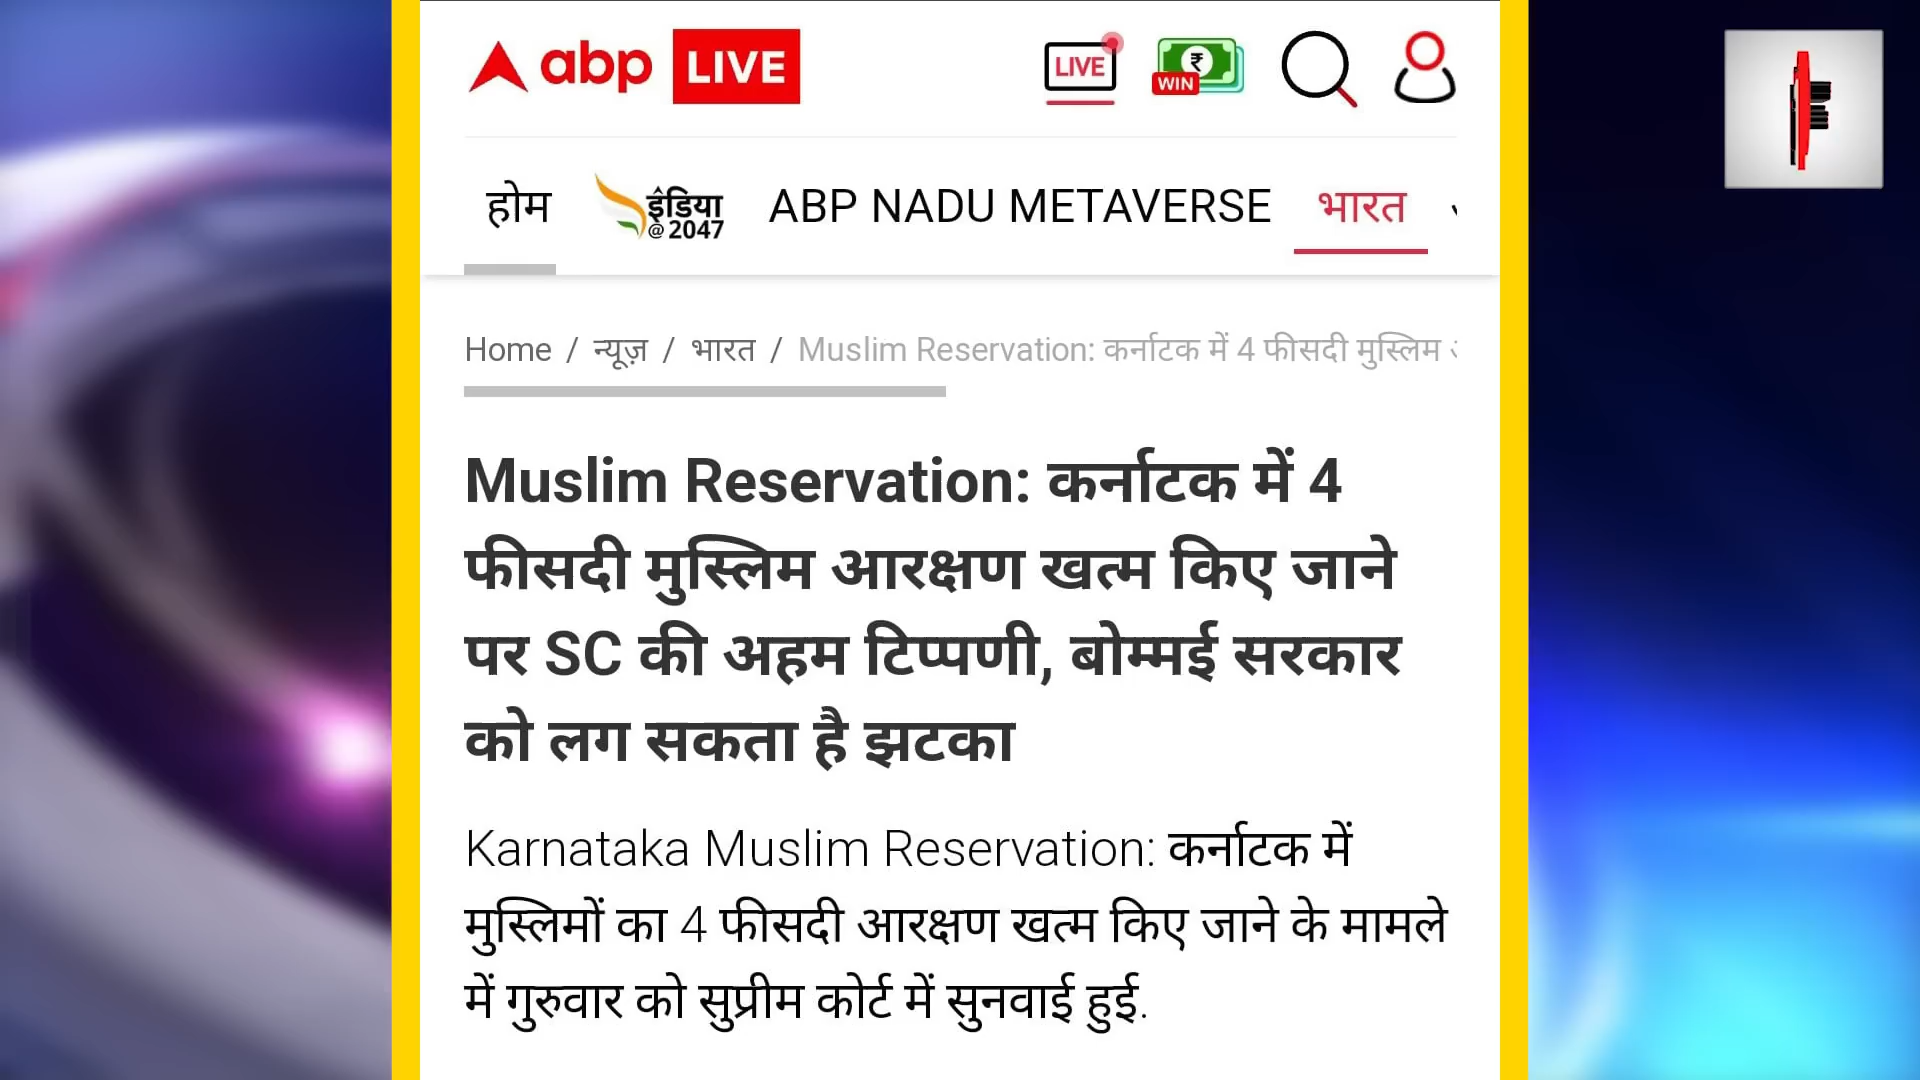 abp LIVE
LIVE
₹
WIN
होम
इंडिया
@ 2047
ABP NADU METAVERSE
भारत
Home / न्यूज़ / भारत / Muslim Reservation: कर्नाटक में 4 फीसदी मुस्लिम
Muslim Reservation: कर्नाटक में 4
फीसदी मुस्लिम आरक्षण खत्म किए जाने
पर SC की अहम टिप्पणी, बोम्मई सरकार
को लग सकता है झटका
Karnataka Muslim Reservation: कर्नाटक में
मुस्लिमों का 4 फीसदी आरक्षण खत्म किए जाने के मामले
में गुरुवार को सुप्रीम कोर्ट में सुनवाई हुई.